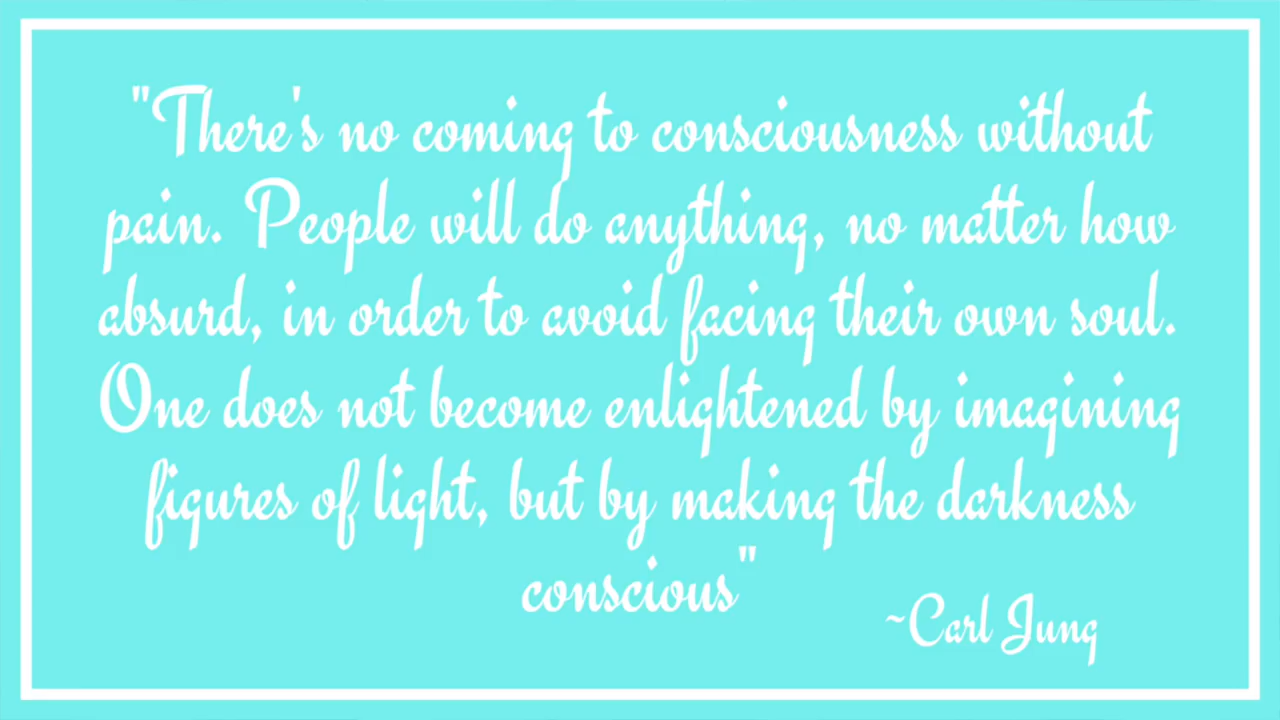 "There's no coming to consciousness without
pain. People will do anything, no matter how
absurd, in order to avoid facing their own soul.
One does not become enlightened by imagining
figures of light, but by making the darkness
conscious"
~Carl Jung